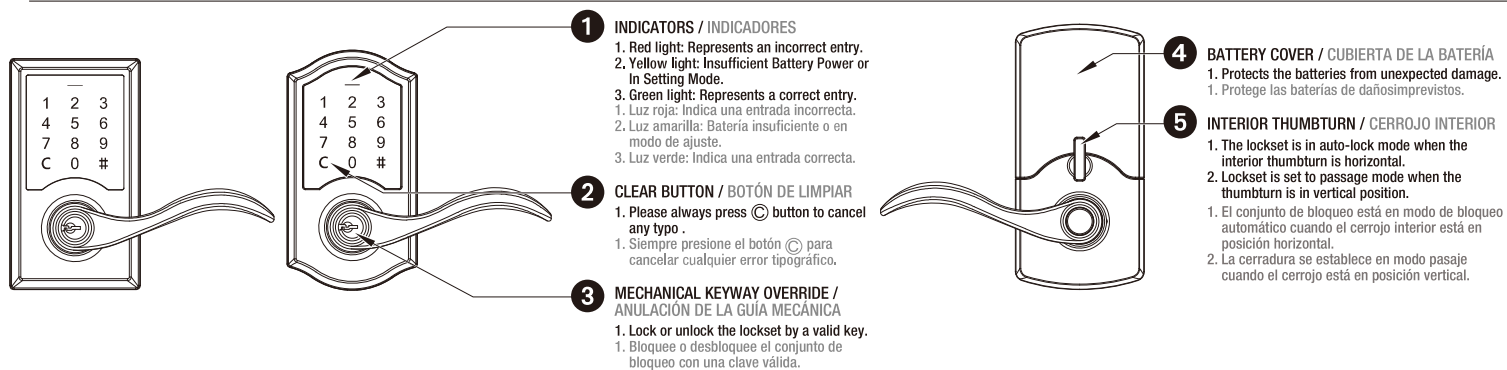 1 2 3
4 5 6
7 8 9
C 0 #
1 2 3
4 5 6
7 8 9
C 0 #
1 INDICATORS / INDICADORES
1. Red light: Represents an incorrect entry.
2. Yellow light: Insufficient Battery Power or
In Setting Mode.
3. Green light: Represents a correct entry.
1. Luz roja: Indica una entrada incorrecta.
2. Luz amarilla: Batería insuficiente o en
modo de ajuste.
3. Luz verde: Indica una entrada correcta.
2 CLEAR BUTTON / BOTÓN DE LIMPIAR
1. Please always press Ⓒ button to cancel
any typo .
1. Siempre presione el botón Ⓒ para
cancelar cualquier error tipográfico.
3 MECHANICAL KEYWAY OVERRIDE /
ANULACIÓN DE LA GUÍA MECÁNICA
1. Lock or unlock the lockset by a valid key.
1. Bloquee o desbloquee el conjunto de
bloqueo con una clave válida.
4 BATTERY COVER / CUBIERTA DE LA BATERÍA
1. Protects the batteries from unexpected damage.
1. Protege las baterías de dañosimprevistos.
5 INTERIOR THUMBTURN / CERROJO INTERIOR
1. The lockset is in auto-lock mode when the
interior thumbturn is horizontal.
2. Lockset is set to passage mode when the
thumbturn is in vertical position.
1. El conjunto de bloqueo está en modo de bloqueo
automático cuando el cerrojo interior está en
posición horizontal.
2. La cerradura se establece en modo pasaje
cuando el cerrojo está en posición vertical.